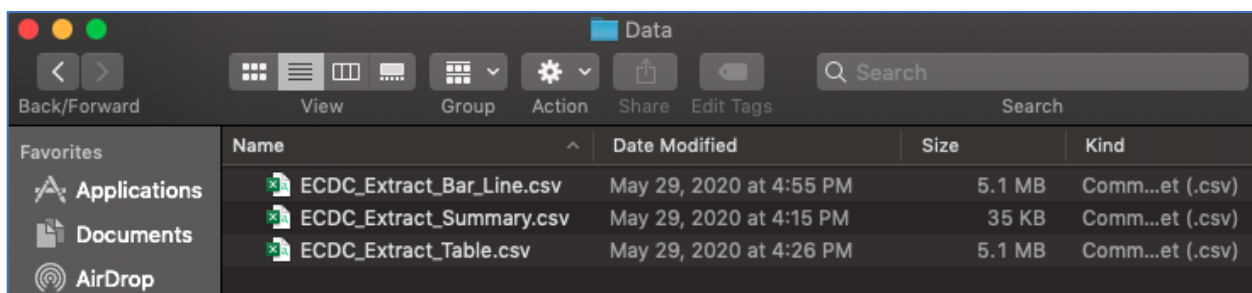 Data
Search
Back/Forward View Group Action Share Edit Tags Search
Favorites
Applications
Documents
AirDrop
Name Date Modified Size Kind
ECDC_Extract_Bar_Line.csv May 29, 2020 at 4:55 PM 5.1 MB Comm...et (.csv)
ECDC_Extract_Summary.csv May 29, 2020 at 4:15 PM 35 KB Comm...et (.csv)
ECDC_Extract_Table.csv May 29, 2020 at 4:26 PM 5.1 MB Comm...et (.csv)